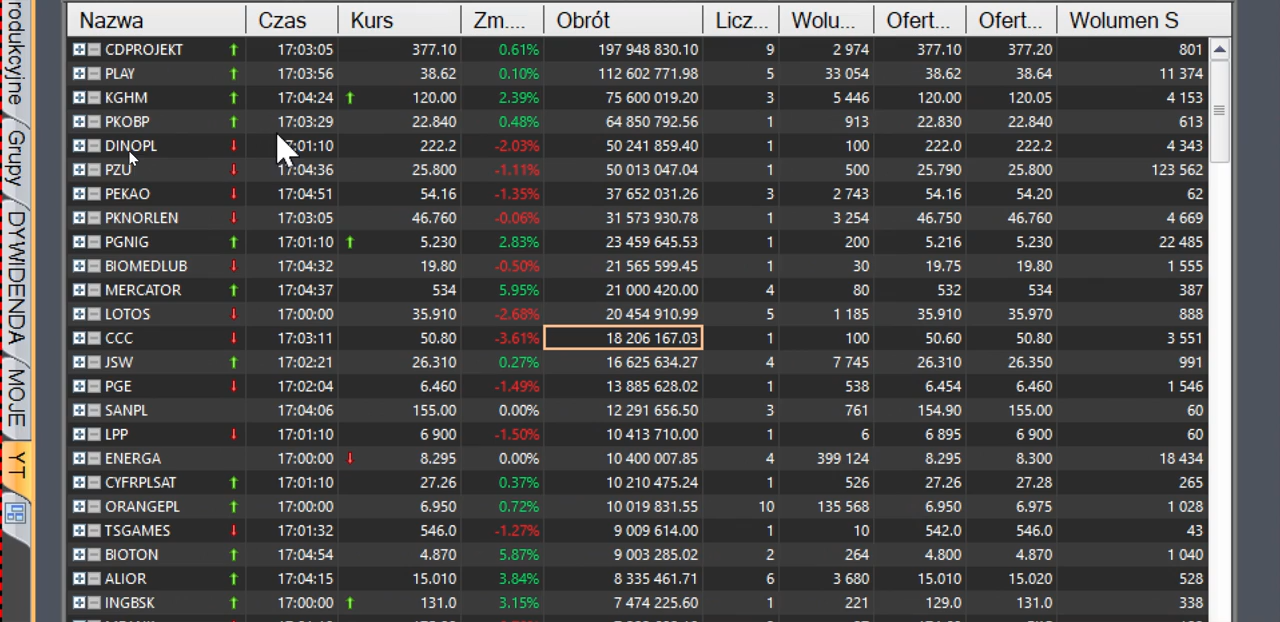 Nazwa Czas Kurs Zm.... Obrót Licz... Wolu... Ofert... Ofert... Wolumen S
CDPROJEKT 17:03:05 377.10 0.61% 197 948 830.10 9 2 974 377.10 377.20 801
PLAY 17:03:56 38.62 0.10% 112 602 771.98 5 33 054 38.62 38.64 11 374
KGHM 17:04:24 120.00 2.39% 75 600 019.20 3 5 446 120.00 120.05 4 153
PKOBP 17:03:29 22.840 0.48% 64 850 792.56 1 913 22.830 22.840 613
DINOPL :01:10 222.2 -2.03% 50 241 859.40 1 100 222.0 222.2 4 343
PZU 17:04:36 25.800 -1.11% 50 013 047.04 1 500 25.790 25.800 123 562
PEKAO 17:04:51 54.16 -1.35% 37 652 031.26 3 2 743 54.16 54.20 62
PKNORLEN 17:03:05 46.760 -0.06% 31 573 930.78 1 3 254 46.750 46.760 4 669
PGNIG 17:01:10 5.230 2.83% 23 459 645.53 1 200 5.216 5.230 22 485
BIOMEDLUB 17:04:32 19.80 -0.50% 21 565 599.45 1 30 19.75 19.80 1 555
MERCATOR 17:04:37 534 5.95% 21 000 420.00 4 80 532 534 387
LOTOS 17:00:00 35.910 -2.68% 20 454 910.99 5 1 185 35.910 35.970 888
CCC 17:03:11 50.80 -3.61% 18 206 167.03 1 100 50.60 50.80 3 551
JSW 17:02:21 26.310 0.27% 16 625 634.27 4 7 745 26.310 26.350 991
PGE 17:02:04 6.460 -1.49% 13 885 628.02 1 538 6.454 6.460 1 546
SANPL 17:04:06 155.00 0.00% 12 291 656.50 3 761 154.90 155.00 60
LPP 17:01:10 6 900 -1.50% 10 413 710.00 1 6 6 895 6 900 60
ENERGA 17:00:00 8.295 0.00% 10 400 007.85 4 399 124 8.295 8.300 18 434
CYFRPLSAT 17:01:10 27.26 0.37% 10 210 475.24 1 526 27.26 27.28 265
ORANGEPL 17:00:00 6.950 0.72% 10 019 831.55 10 135 568 6.950 6.975 1 028
TSGAMES 17:01:32 546.0 -1.27% 9 009 614.00 1 10 542.0 546.0 43
BIOTON 17:04:54 4.870 5.87% 9 003 285.02 2 264 4.800 4.870 1 040
ALIOR 17:04:15 15.010 3.84% 8 335 461.71 6 3 680 15.010 15.020 528
INGBSK 17:00:00 131.0 3.15% 7 474 225.60 1 221 129.0 131.0 338
rodukcyjne
Grupy
DYWIDENDA
MOJE
YT